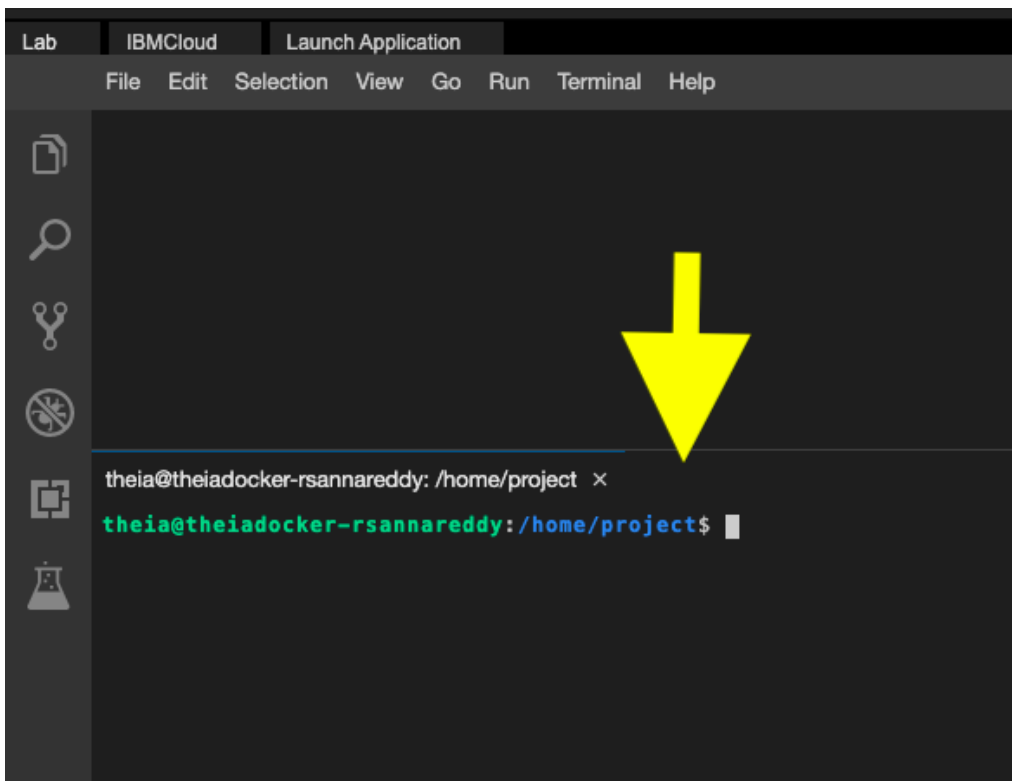 Lab IBMCloud Launch Application
File Edit Selection View Go Run Terminal Help
theia@theiadocker-rsannareddy: /home/project ×
theia@theiadocker-rsannareddy:/home/project$